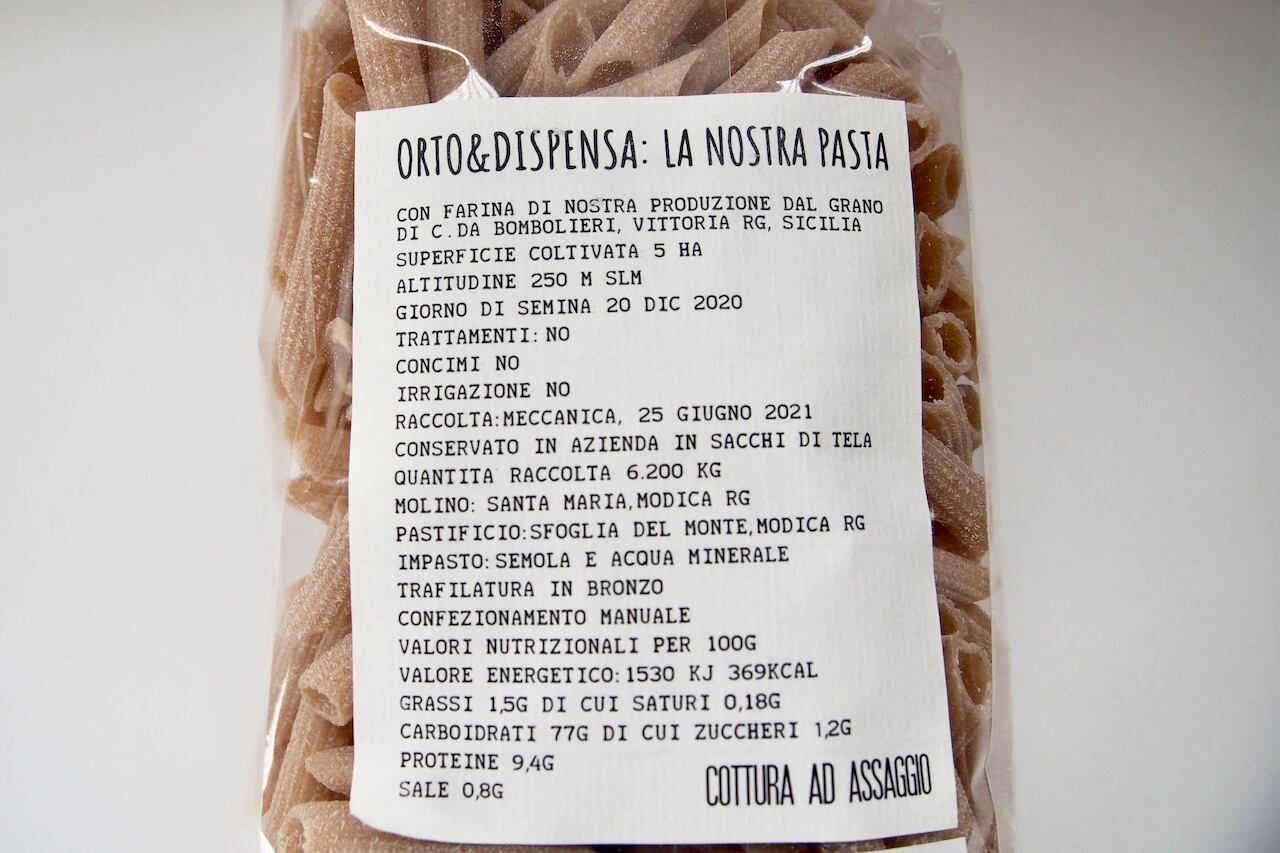 ORTO&DISPENSA: LA NOSTRA PASTA
CON FARINA DI NOSTRA PRODUZIONE DAL GRANO
DI C.DA BOMBOLIERI, VITTORIA RG, SICILIA
SUPERFICIE COLTIVATA 5 HA
ALTITUDINE 250 M SLM
GIORNO DI SEMINA 20 DIC 2020
TRATTAMENTI: NO
CONCIMI NO
IRRIGAZIONE NO
RACCOLTA:MECCANICA, 25 GIUGNO 2021
CONSERVATO IN AZIENDA IN SACCHI DI TELA
QUANTITA RACCOLTA 6.200 KG
MOLINO: SANTA MARIA,MODICA RG
PASTIFICIO:SFOGLIA DEL MONTE,MODICA RG
IMPASTO:SEMOLA E ACQUA MINERALE
TRAFILATURA IN BRONZO
CONFEZIONAMENTO MANUALE
VALORI NUTRIZIONALI PER 100G
VALORE ENERGETICO:1530 KJ 369KCAL
GRASSI 1,5G DI CUI SATURI 0,18G
CARBOIDRATI 77G DI CUI ZUCCHERI 1,2G
PROTEINE 9,4G
SALE 0,8G
COTTURA AD ASSAGGIO